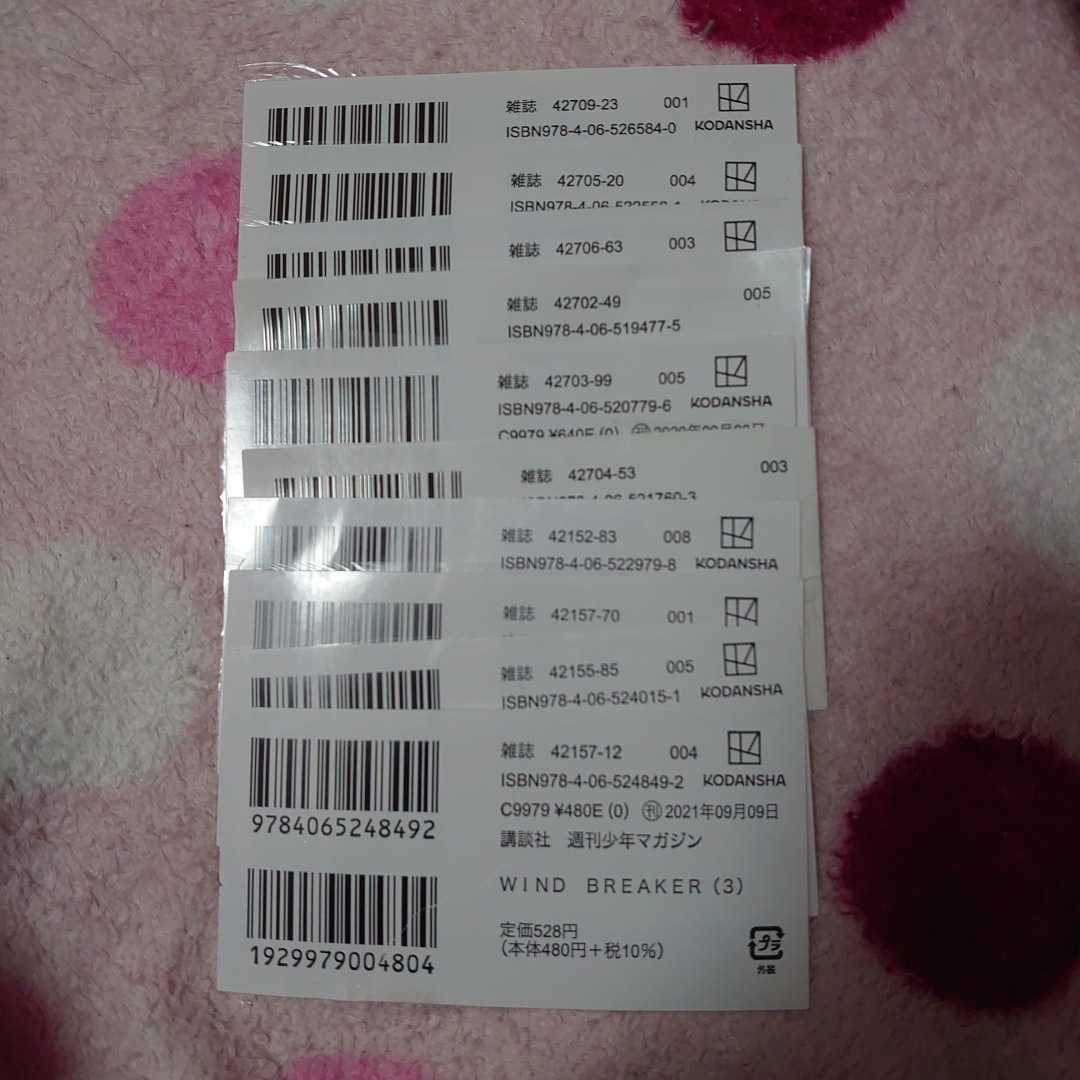 雑誌 42709-23 001
ISBN978-4-06-526584-0 KODANSHA
雑誌 42705-20 004
雑誌 42706-63 003
雑誌 42702-49 005
ISBN978-4-06-519477-5
雑誌 42703-99 005
ISBN978-4-06-520779-6 KODANSHA
C9979 ¥640E (0)
雑誌 42704-53 003
雑誌 42152-83 008
ISBN978-4-06-522979-8 KODANSHA
雑誌 42157-70 001
雑誌 42155-85 005
ISBN978-4-06-524015-1 KODANSHA
雑誌 42157-12 004
ISBN978-4-06-524849-2 KODANSHA
C9979 ¥480E (0) ㊊2021年09月09日
9784065248492
講談社 週刊少年マガジン
WIND BREAKER(3)
定価528円
(本体480円+税10%)
1929979004804
プラ
外装